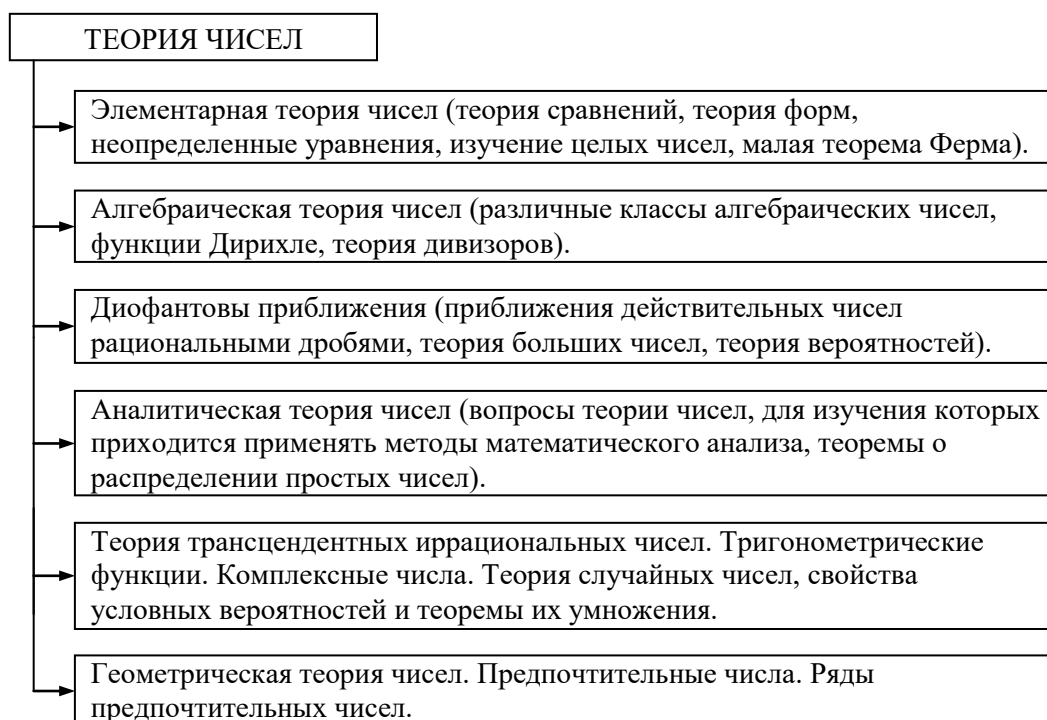 ТЕОРИЯ ЧИСЕЛ
Элементарная теория чисел (теория сравнений, теория форм,
неопределенные уравнения, изучение целых чисел, малая теорема Ферма).
Алгебраическая теория чисел (различные классы алгебраических чисел,
функции Дирихле, теория дивизоров).
Диофантовы приближения (приближения действительных чисел
рациональными дробями, теория больших чисел, теория вероятностей).
Аналитическая теория чисел (вопросы теории чисел, для изучения которых
приходится применять методы математического анализа, теоремы о
распределении простых чисел).
Теория трансцендентных иррациональных чисел. Тригонометрические
функции. Комплексные числа. Теория случайных чисел, свойства
условных вероятностей и теоремы их умножения.
Геометрическая теория чисел. Предпочтительные числа. Ряды
предпочтительных чисел.